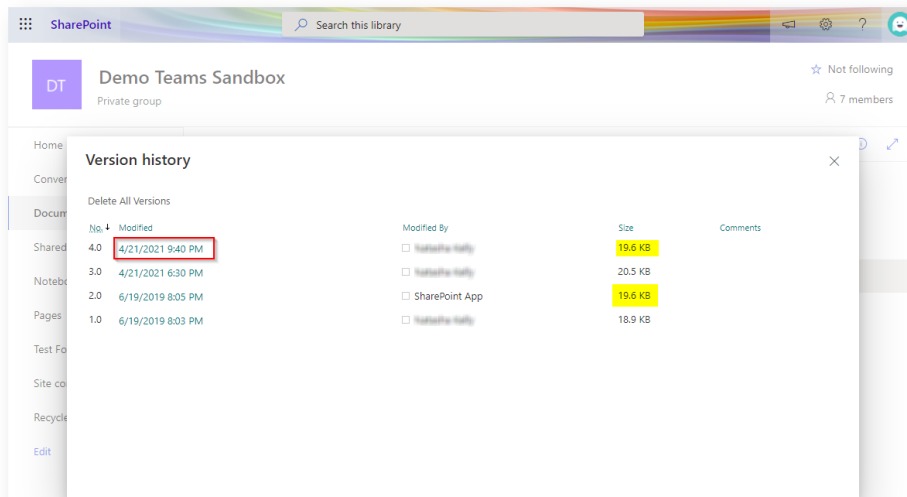 SharePoint
Search this library
?
DT
Demo Teams Sandbox
Private group
Not following
7 members
Home
Conver
Docum
Shared
Notebo
Pages
Test Fo
Site co
Recycle
Edit
Version history
Delete All Versions
No. Modified Modified By Size Comments
4.0 4/21/2021 9:40 PM 19.6 KB
3.0 4/21/2021 6:30 PM 20.5 KB
2.0 6/19/2019 8:05 PM SharePoint App 19.6 KB
1.0 6/19/2019 8:03 PM 18.9 KB